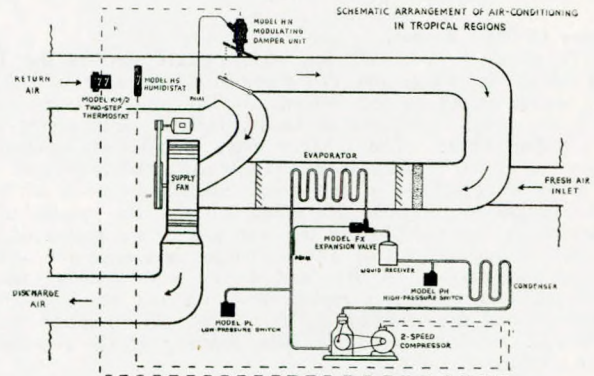 SCHEMATIC ARRANGEMENT OF AIR-CONDITIONING
IN TROPICAL REGIONS
MODEL HN
MODULATING
DAMPER UNIT
RETURN
AIR
77
MODEL HS
HUMIDISTAT
MODEL K14/2
TWO-STEP
THERMOSTAT
EVAPORATOR
SUPPLY
FAN
FRESH AIR
INLET
MODEL FX
EXPANSION VALVE
LIQUID RECEIVER
CONDENSER
MODEL PH
HIGH-PRESSURE SWITCH
DISCHARGE
AIR
MODEL PL
LOW-PRESSURE SWITCH
2-SPEED
COMPRESSOR